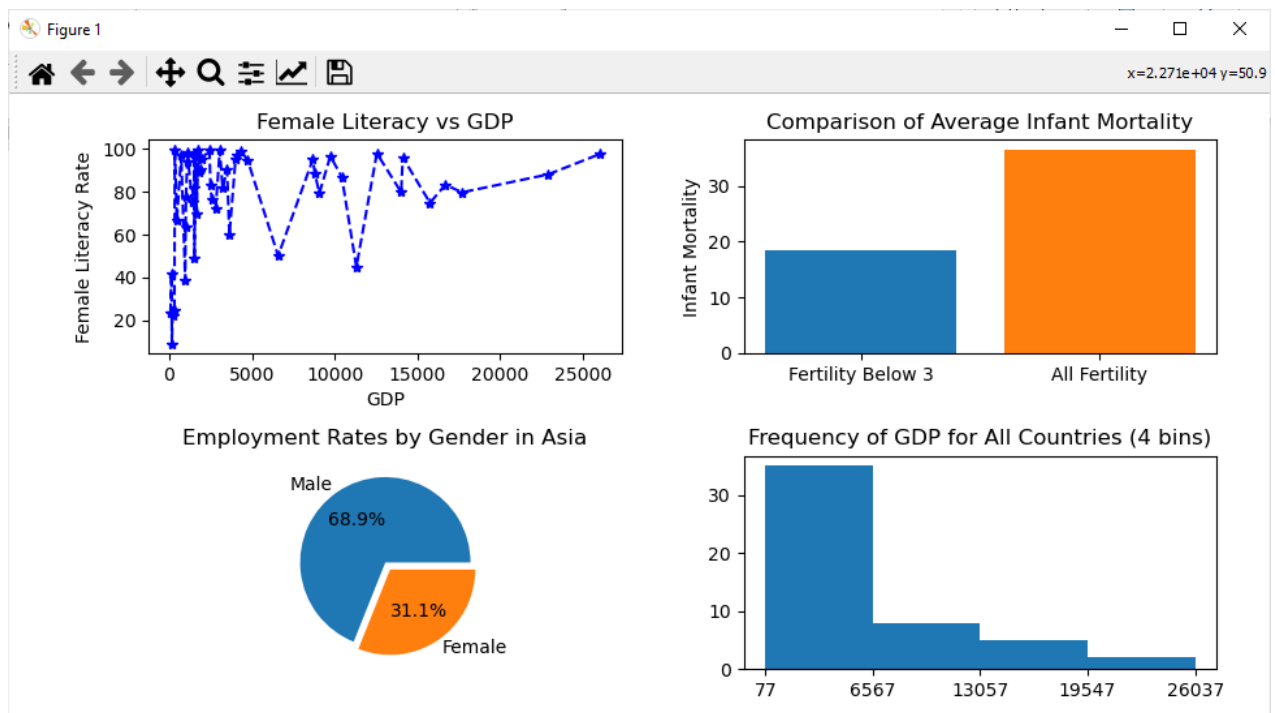 Figure 1
x=2.271e+04 y=50.9
Female Literacy vs GDP
Female Literacy Rate
100
80
60
40
20
0 5000 10000 15000 20000 25000
GDP
Comparison of Average Infant Mortality
Infant Mortality
30
20
10
0
Fertility Below 3 All Fertility
Employment Rates by Gender in Asia
Male
68.9%
31.1%
Female
Frequency of GDP for All Countries (4 bins)
30
20
10
0
77 6567 13057 19547 26037